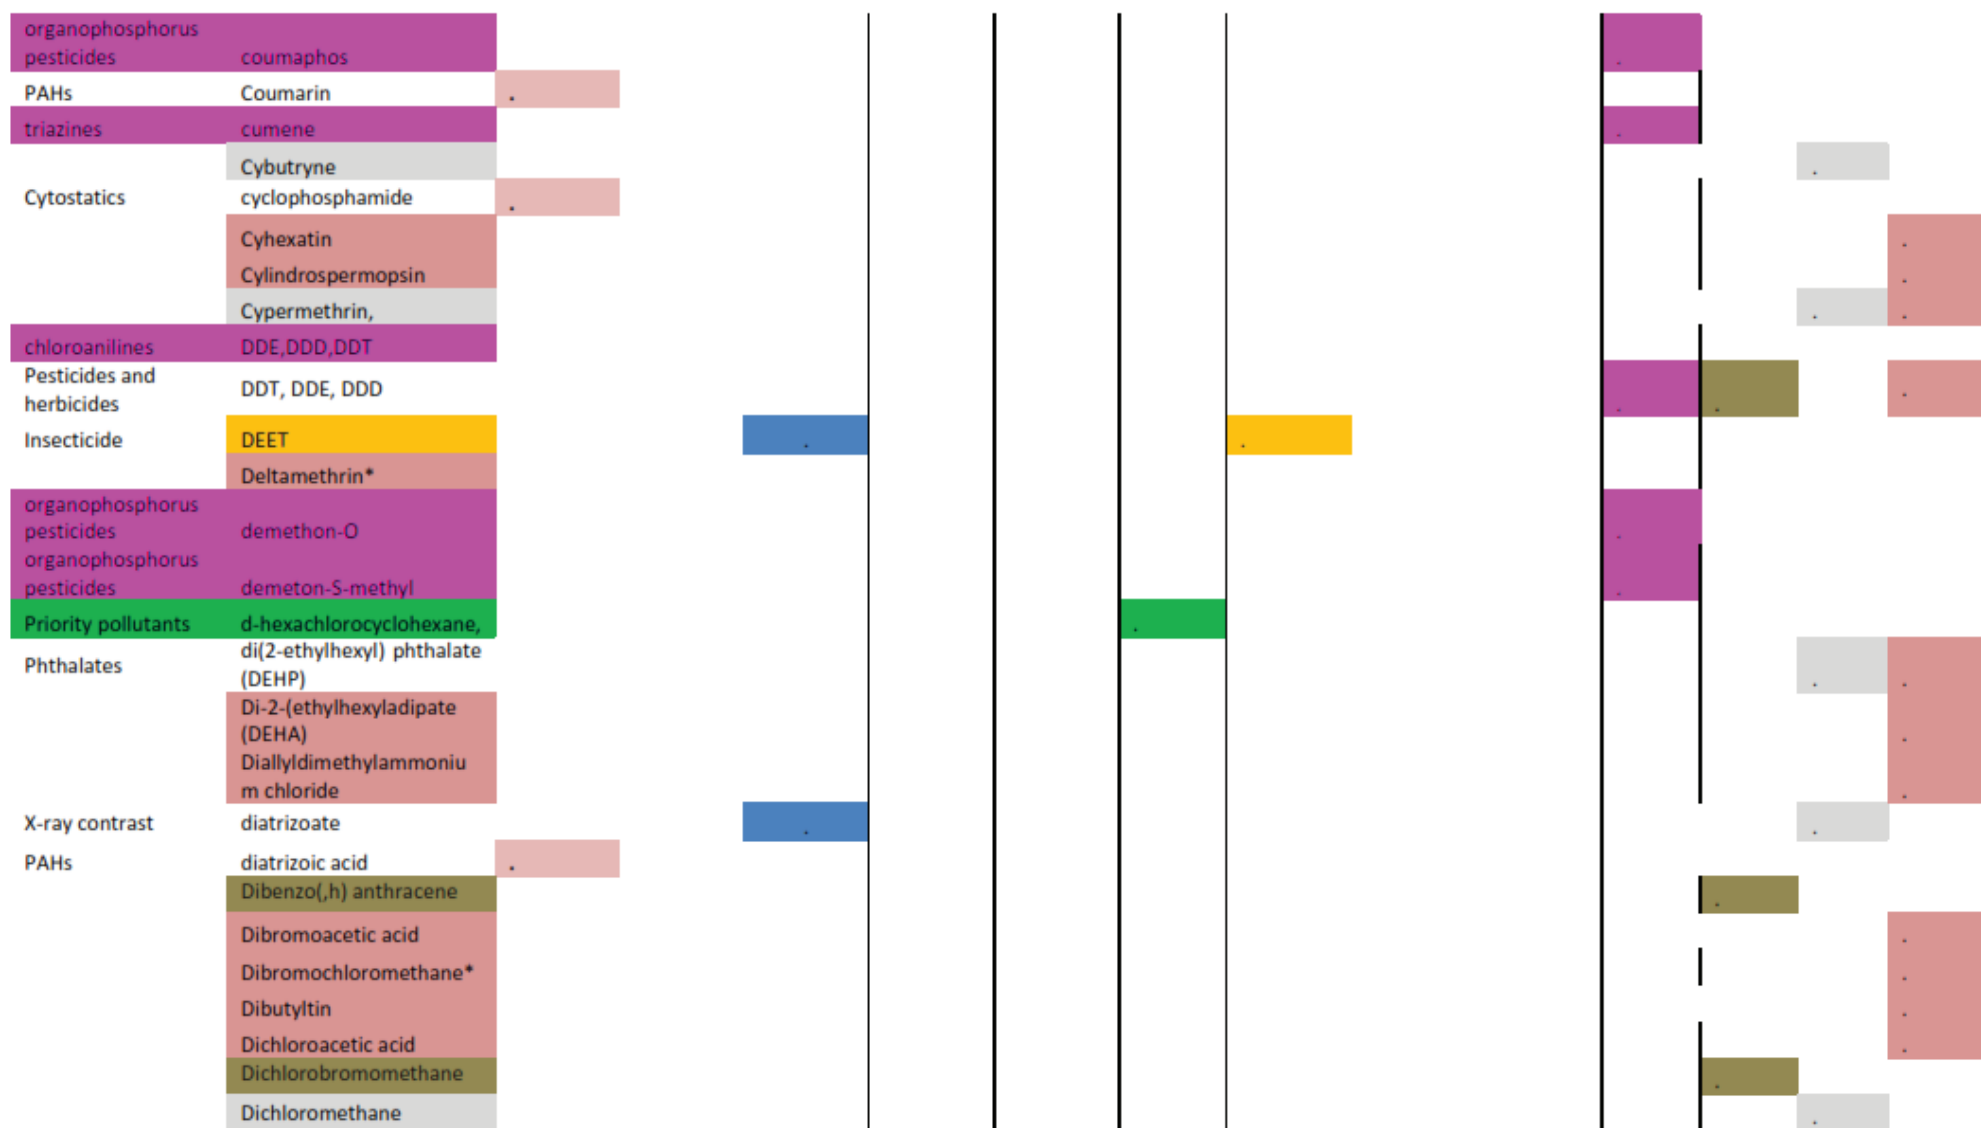 organophosphorus
pesticides coumaphos .
PAHs Coumarin .
triazines cumene .
Cybutryne .
Cytostatics cyclophosphamide .
Cyhexatin .
Cylindrospermopsin .
Cypermethrin, . .
chloroanilines DDE,DDD,DDT
Pesticides and
herbicides DDT, DDE, DDD . . .
Insecticide DEET . .
Deltamethrin*
organophosphorus
pesticides demethon-O .
organophosphorus
pesticides demeton-S-methyl .
Priority pollutants d-hexachlorocyclohexane, .
di(2-ethylhexyl) phthalate
Phthalates (DEHP) . .
Di-2-(ethylhexyladipate
(DEHA) .
Diallyldimethylammoniu
m chloride .
X-ray contrast diatrizoate . .
PAHs diatrizoic acid .
Dibenzo(,h) anthracene .
Dibromoacetic acid .
Dibromochloromethane* .
Dibutyltin .
Dichloroacetic acid .
Dichlorobromomethane .
Dichloromethane .